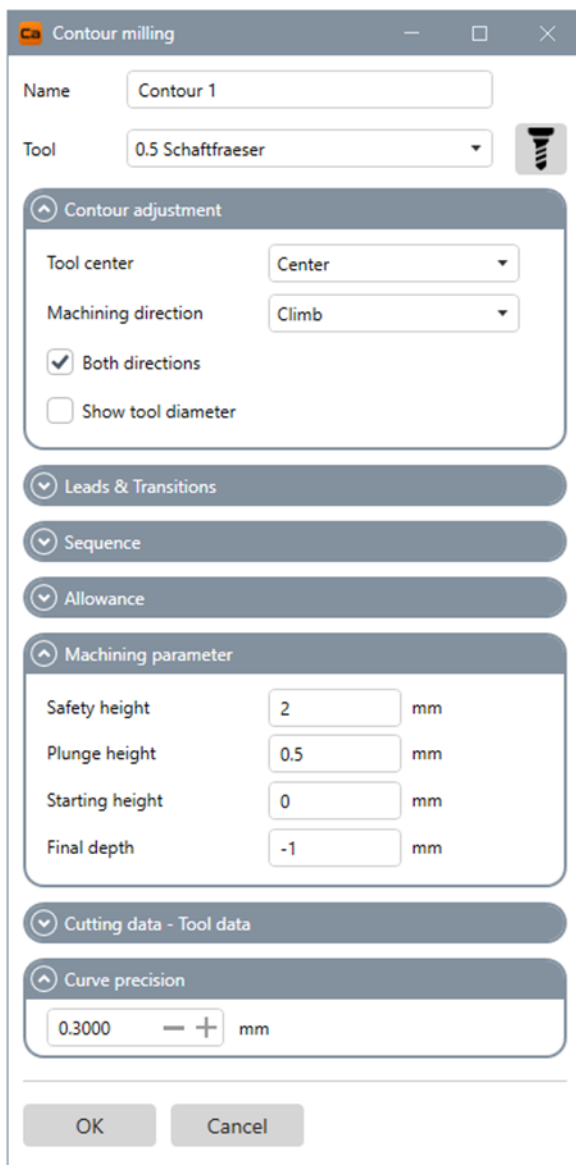 Ca Contour milling
Name Contour 1
Tool 0.5 Schaftfraeser
Contour adjustment
Tool center Center
Machining direction Climb
Both directions
Show tool diameter
Leads & Transitions
Sequence
Allowance
Machining parameter
Safety height 2 mm
Plunge height 0.5 mm
Starting height 0 mm
Final depth -1 mm
Cutting data - Tool data
Curve precision
0.3000 mm
OK Cancel